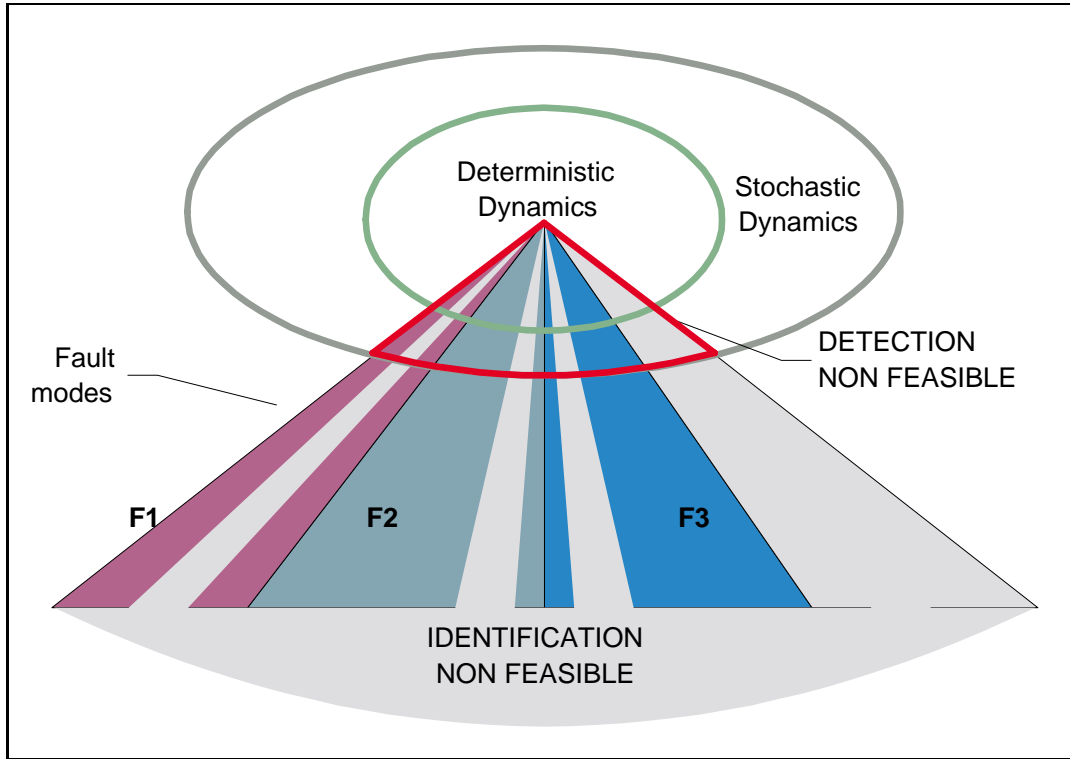 Deterministic
Dynamics
Stochastic
Dynamics
DETECTION
NON FEASIBLE
Fault
modes
F1
F2
F3
IDENTIFICATION
NON FEASIBLE